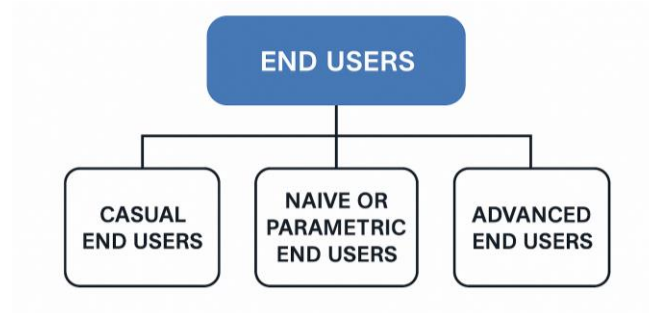 END USERS
CASUAL
END USERS
NAIVE OR
PARAMETRIC
END USERS
ADVANCED
END USERS